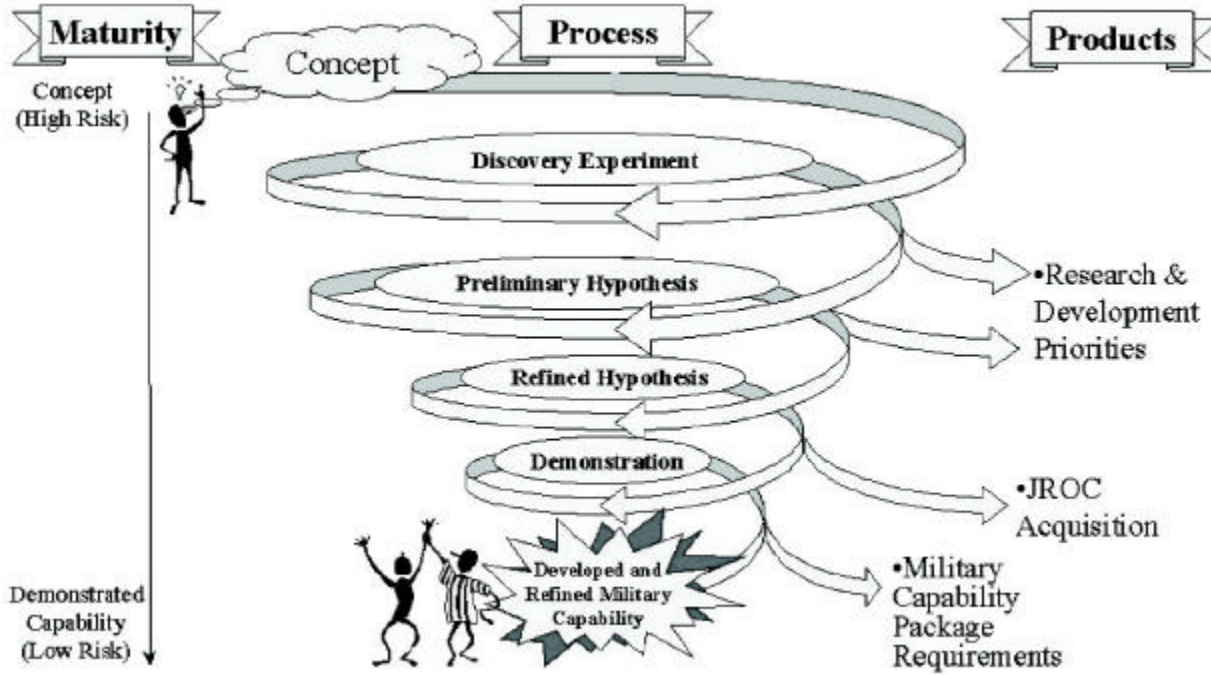 Maturity
Process
Products
Concept
Concept
(High Risk)
Discovery Experiment
Preliminary Hypothesis
•Research &
Development
Priorities
Refined Hypothesis
Demonstration
•JROC
Acquisition
Developed and
Refined Military
Capability
•Military
Capability
Package
Requirements
Demonstrated
Capability
(Low Risk)